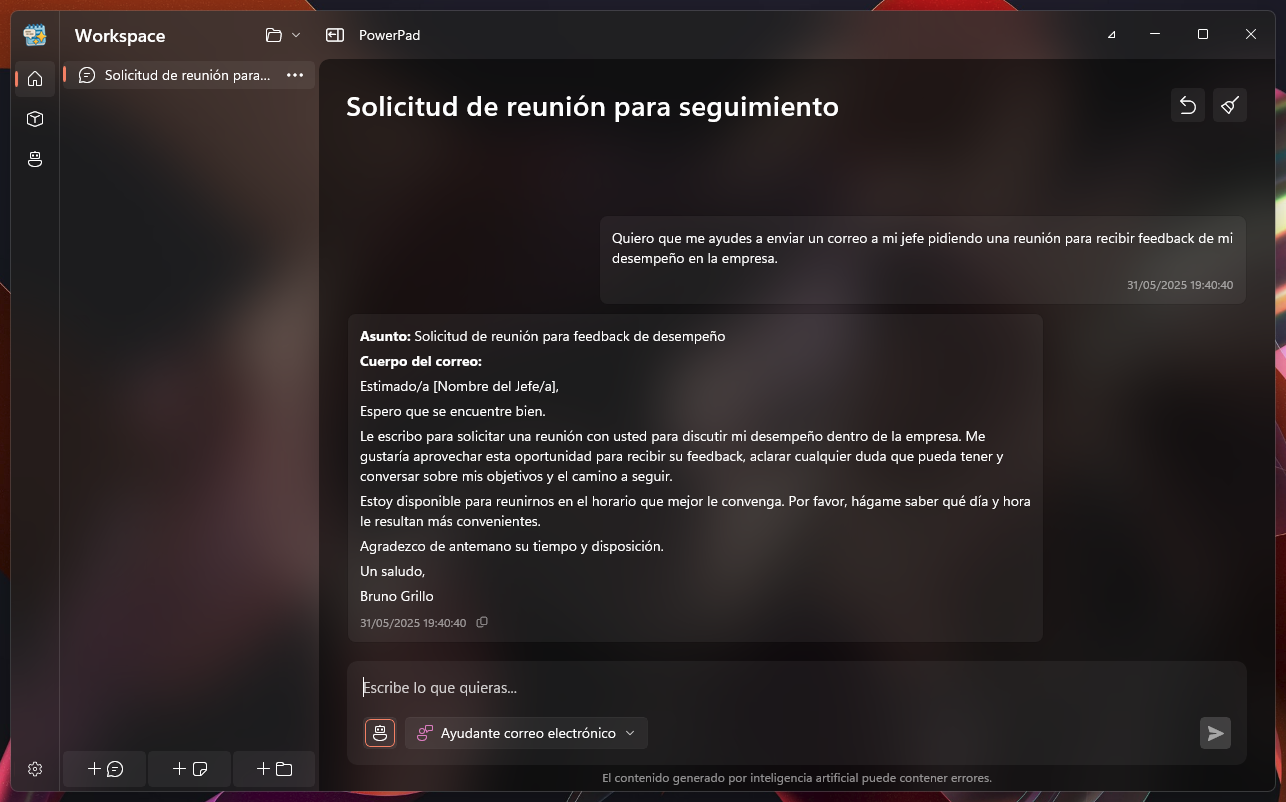 Workspace
PowerPad
Solicitud de reunión para...
Solicitud de reunión para seguimiento
Quiero que me ayudes a enviar un correo a mi jefe pidiendo una reunión para recibir feedback de mi
desempeño en la empresa.
31/05/2025 19:40:40
Asunto: Solicitud de reunión para feedback de desempeño
Cuerpo del correo:
Estimado/a [Nombre del Jefe/a],
Espero que se encuentre bien.
Le escribo para solicitar una reunión con usted para discutir mi desempeño dentro de la empresa. Me
gustaría aprovechar esta oportunidad para recibir su feedback, aclarar cualquier duda que pueda tener y
conversar sobre mis objetivos y el camino a seguir.
Estoy disponible para reunirnos en el horario que mejor le convenga. Por favor, hágame saber qué día y hora
le resultan más convenientes.
Agradezco de antemano su tiempo y disposición.
Un saludo,
Bruno Grillo
31/05/2025 19:40:40
Escribe lo que quieras...
Ayudante correo electrónico
El contenido generado por inteligencia artificial puede contener errores.